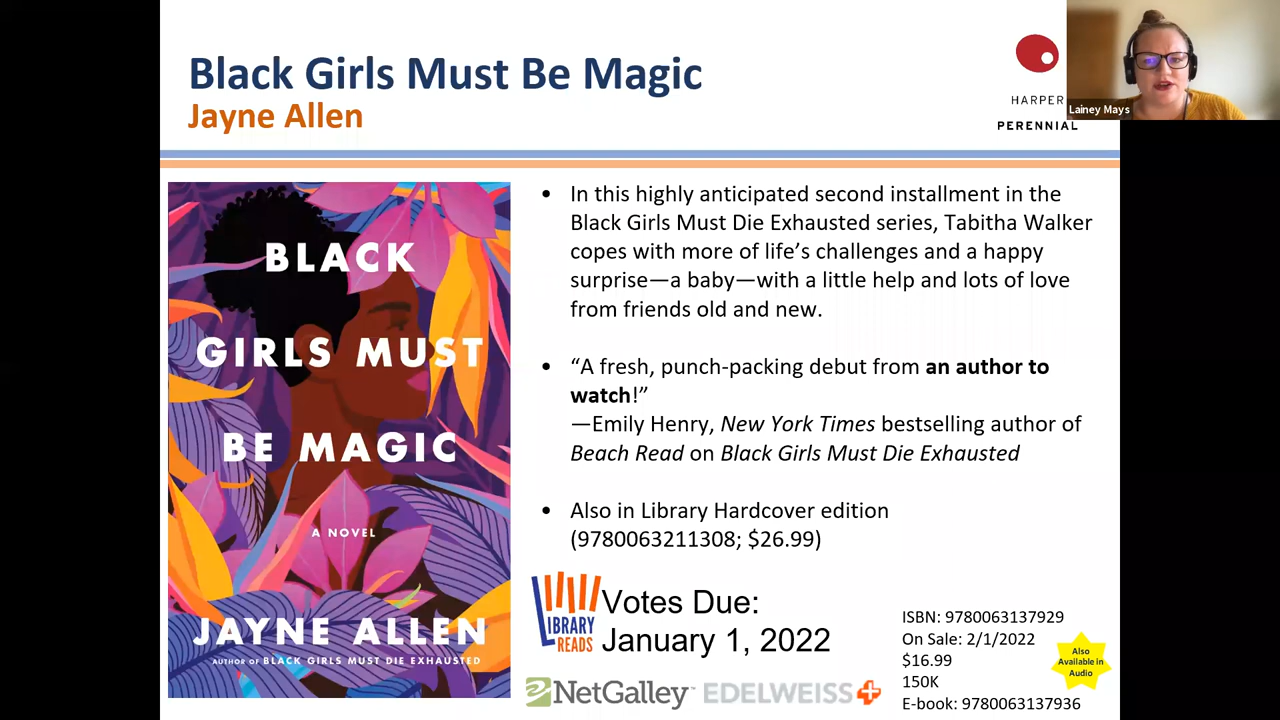 Black Girls Must Be Magic
Jayne Allen
HARPER
PERENNIAL
Lainey Mays
BLACK
GIRLS MUST
BE MAGIC
A NOVEL
JAYNE ALLEN
AUTHOR OF BLACK GIRLS MUST DIE EXHAUSTED
• In this highly anticipated second installment in the
Black Girls Must Die Exhausted series, Tabitha Walker
copes with more of life’s challenges and a happy
surprise—a baby—with a little help and lots of love
from friends old and new.
• “A fresh, punch-packing debut from an author to
watch!”
—Emily Henry, New York Times bestselling author of
Beach Read on Black Girls Must Die Exhausted
• Also in Library Hardcover edition
(9780063211308; $26.99)
LIBRARY
READS
Votes Due:
January 1, 2022
NetGalley
EDELWEISS+
ISBN: 9780063137929
On Sale: 2/1/2022
$16.99
150K
E-book: 9780063137936
Also
Available in
Audio